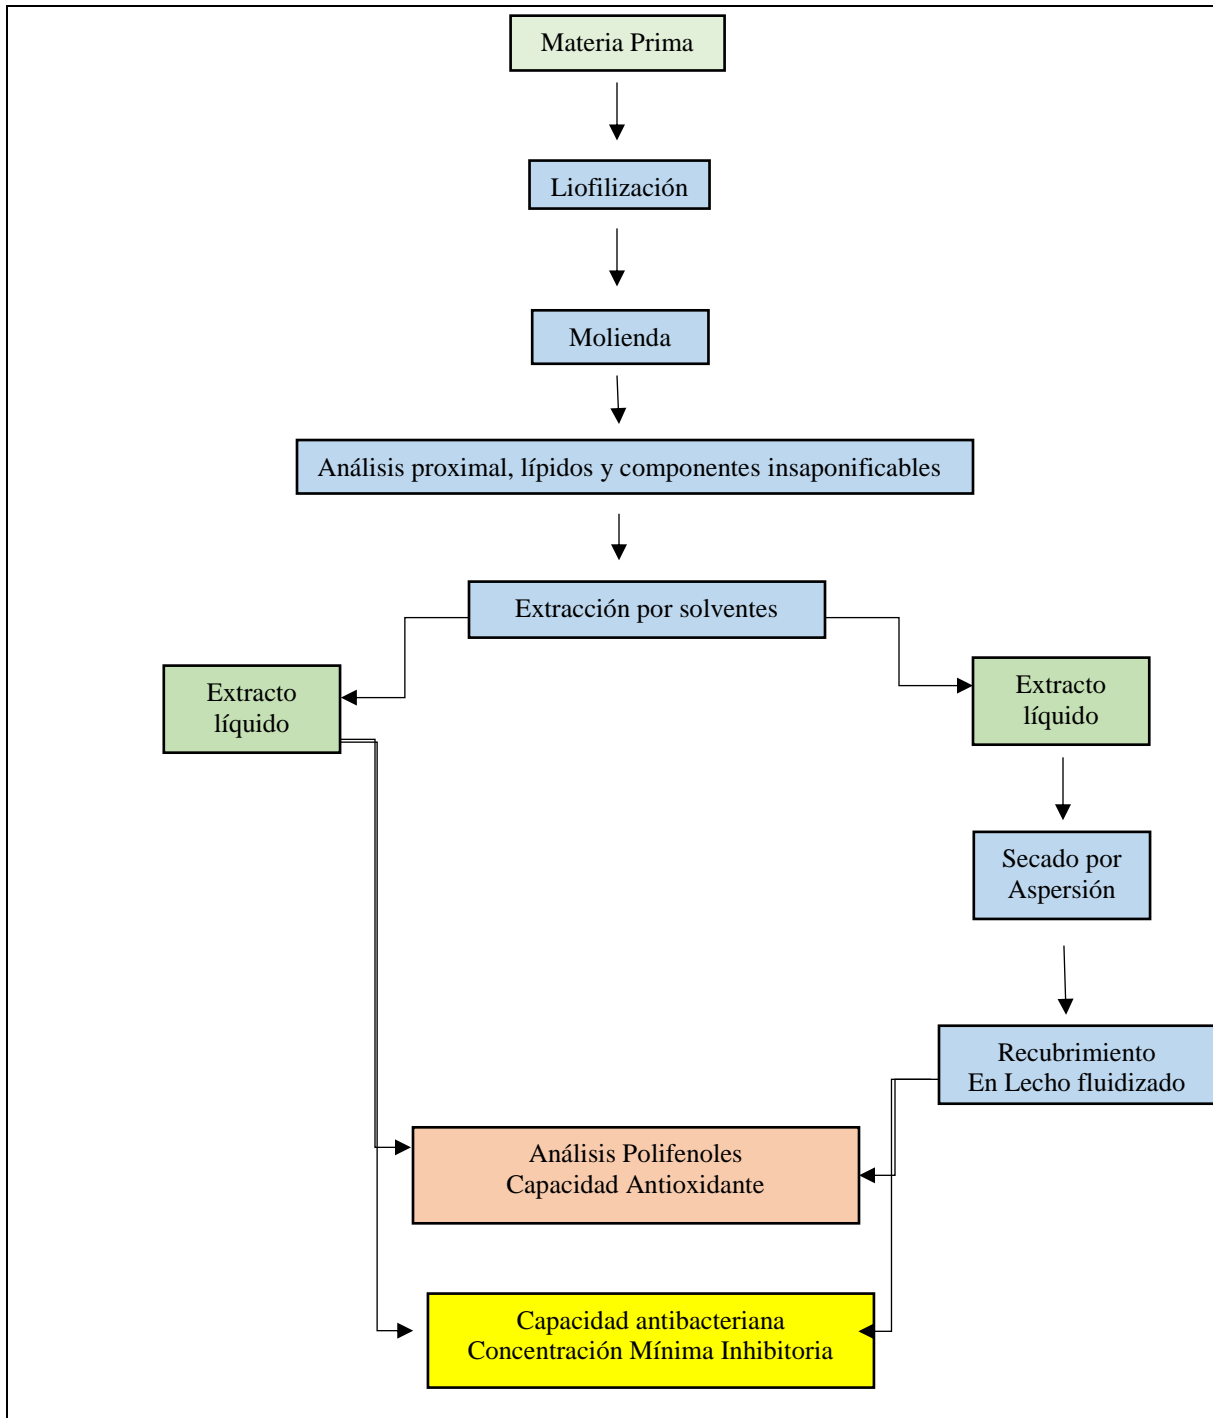 Materia Prima
Liofilización
Molienda
Análisis proximal, lípidos y componentes insaponificables
Extracción por solventes
Extracto
líquido
Extracto
líquido
Secado por
Aspersión
Recubrimiento
En Lecho fluidizado
Análisis Polifenoles
Capacidad Antioxidante
Capacidad antibacteriana
Concentración Mínima Inhibitoria